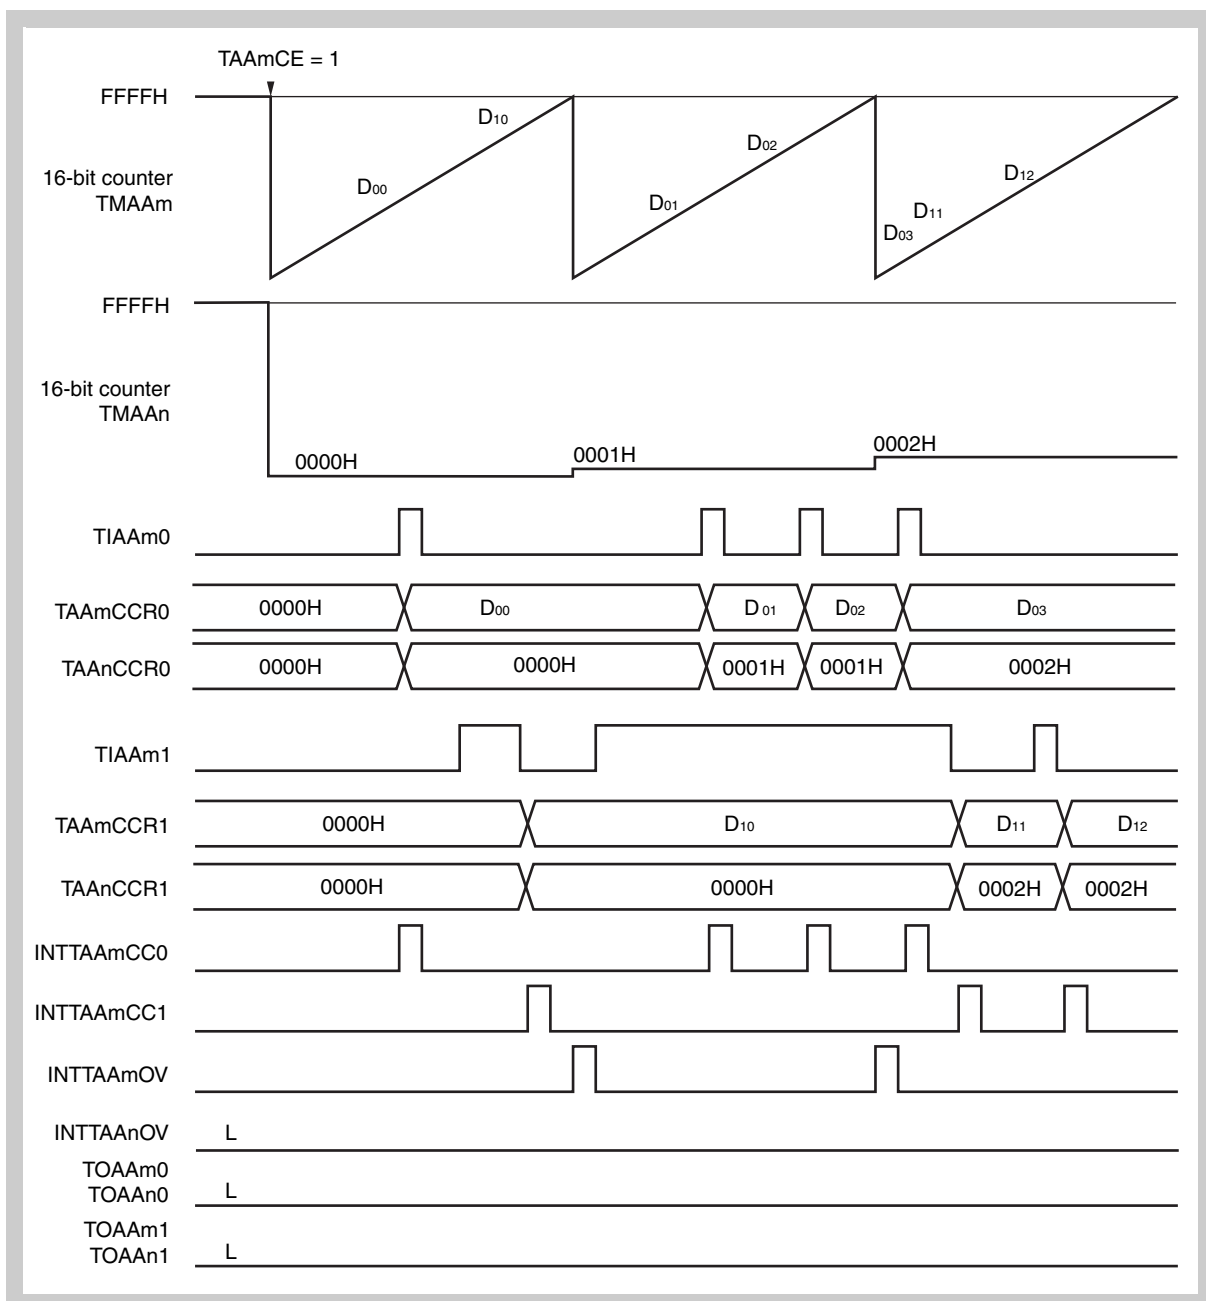 TAAmCE = 1
FFFFH
D10
D02
16-bit counter
TMAAm
D00
D01
D12
D11
D03
FFFFH
16-bit counter
TMAAn
0000H
0001H
0002H
TIAAm0
TAAmCCR0
0000H
D00
D01
D02
D03
TAAnCCR0
0000H
0000H
0001H
0001H
0002H
TIAAm1
TAAmCCR1
0000H
D10
D11
D12
TAAnCCR1
0000H
0000H
0002H
0002H
INTTAAmCC0
INTTAAmCC1
INTTAAmOV
INTTAAnOV
L
TOAAm0
TOAAn0
L
TOAAm1
TOAAn1
L